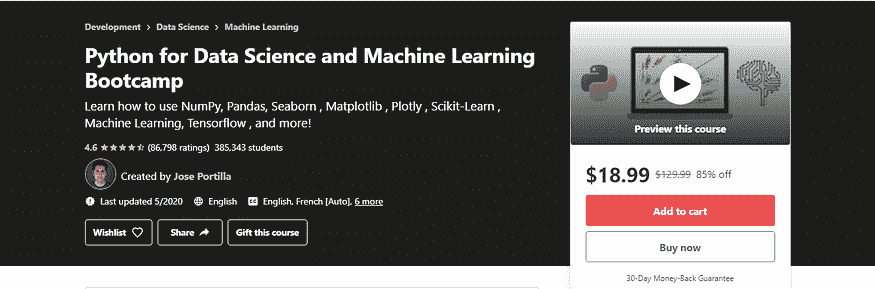 Development > Data Science > Machine Learning
Python for Data Science and Machine Learning
Bootcamp
Learn how to use NumPy, Pandas, Seaborn , Matplotlib , Plotly , Scikit-Learn ,
Machine Learning, Tensorflow , and more!
4.6 (86,798 ratings) 385,343 students
Created by Jose Portilla
Last updated 5/2020 English English, French [Auto], 6 more
Wishlist Share Gift this course
Preview this course
$18.99 $129.99 85% off
Add to cart
Buy now
30-Day Money-Back Guarantee